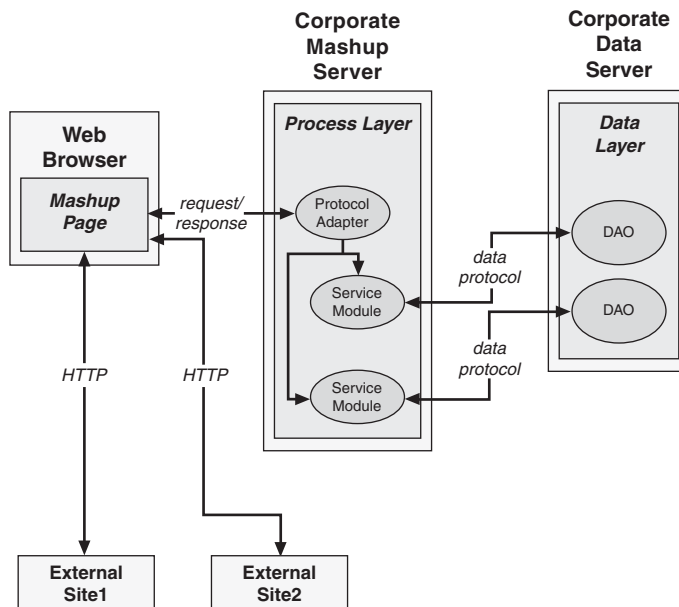 Corporate
Mashup
Server
Corporate
Data
Server
Web
Browser
Mashup
Page
request/
response
Process Layer
Protocol
Adapter
Service
Module
Service
Module
data
protocol
data
protocol
Data
Layer
DAO
DAO
HTTP
HTTP
External
Site1
External
Site2